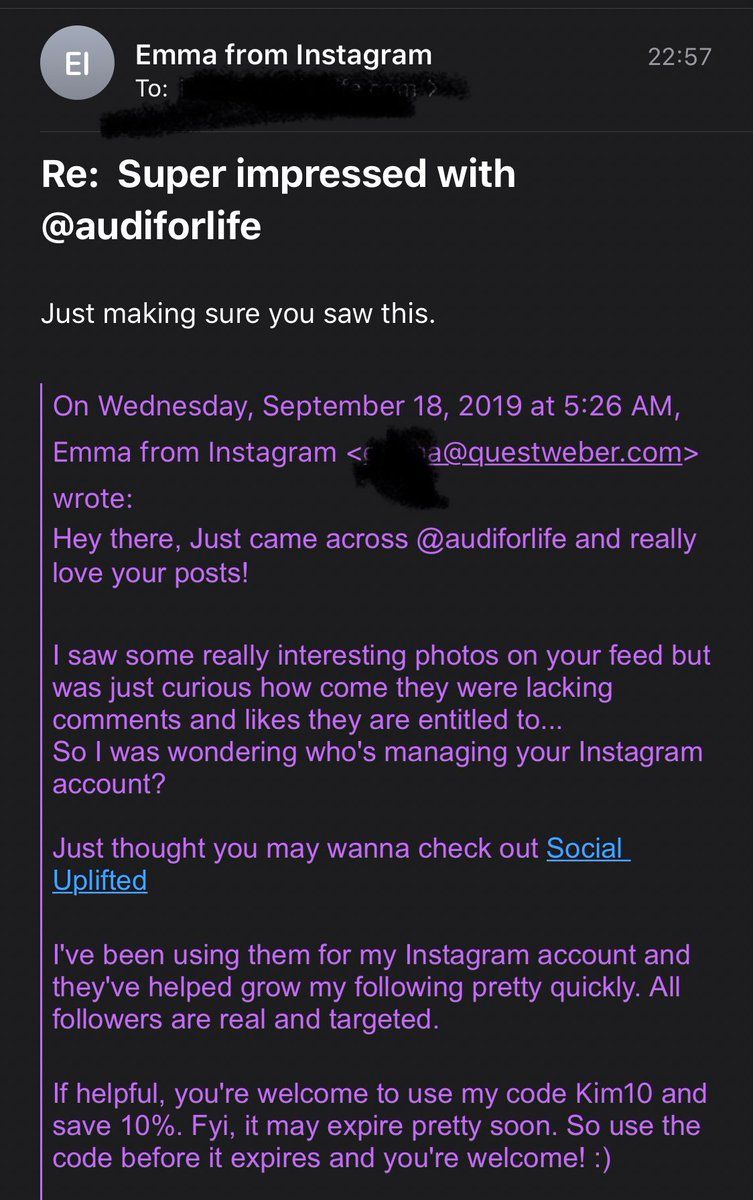 EI
Emma from Instagram
22:57
To:
Re: Super impressed with
@audiforlife
Just making sure you saw this.
On Wednesday, September 18, 2019 at 5:26 AM,
Emma from Instagram <a@questweber.com>
wrote:
Hey there, Just came across @audiforlife and really
love your posts!
I saw some really interesting photos on your feed but
was just curious how come they were lacking
comments and likes they are entitled to...
So I was wondering who's managing your Instagram
account?
Just thought you may wanna check out Social
Uplifted
I've been using them for my Instagram account and
they've helped grow my following pretty quickly. All
followers are real and targeted.
If helpful, you're welcome to use my code Kim10 and
save 10%. Fyi, it may expire pretty soon. So use the
code before it expires and you're welcome! :)